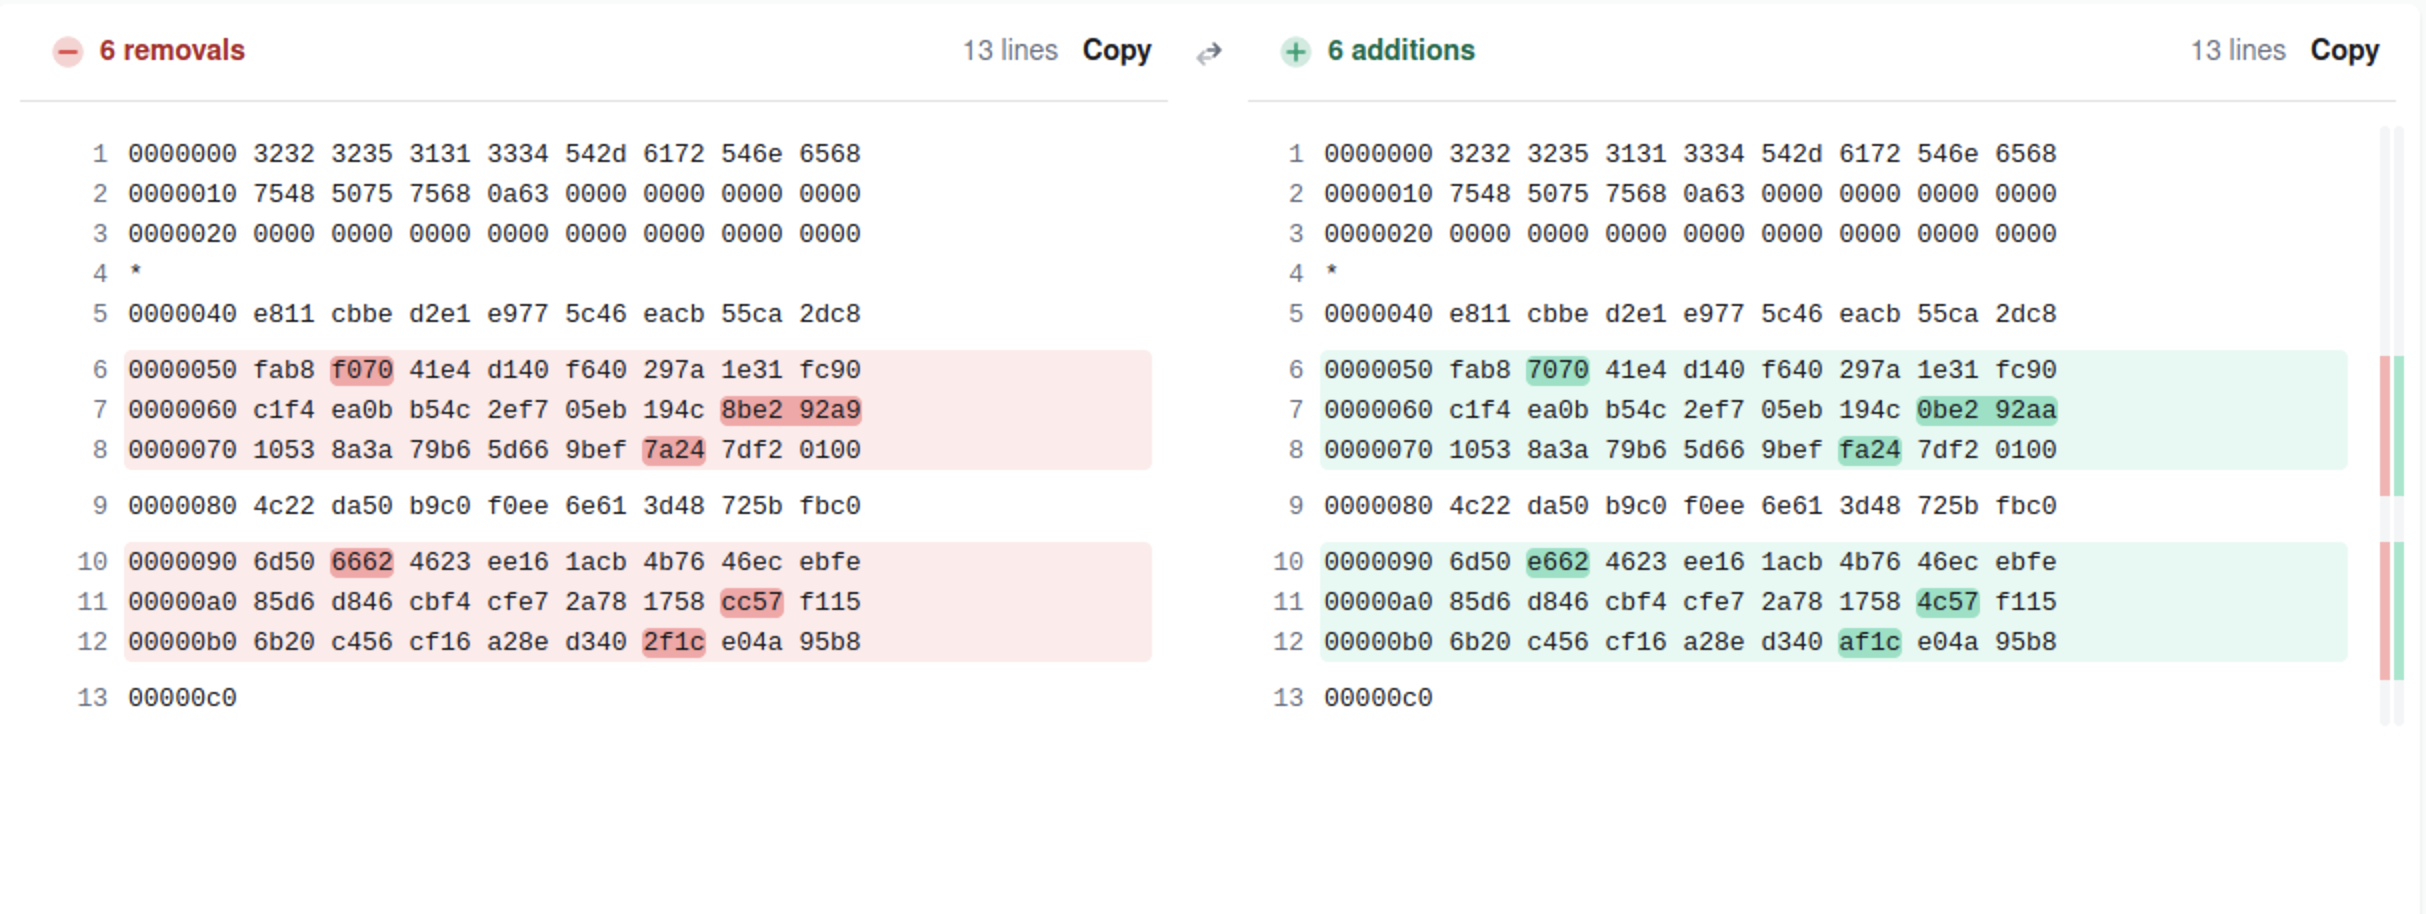 6 removals 13 lines Copy
1 0000000 3232 3235 3131 3334 542d 6172 546e 6568
2 0000010 7548 5075 7568 0a63 0000 0000 0000 0000
3 0000020 0000 0000 0000 0000 0000 0000 0000 0000
4 *
5 0000040 e811 cbbe d2e1 e977 5c46 eacb 55ca 2dc8
6 0000050 fab8 f070 41e4 d140 f640 297a 1e31 fc90
7 0000060 c1f4 ea0b b54c 2ef7 05eb 194c 8be2 92a9
8 0000070 1053 8a3a 79b6 5d66 9bef 7a24 7df2 0100
9 0000080 4c22 da50 b9c0 f0ee 6e61 3d48 725b fbc0
10 0000090 6d50 6662 4623 ee16 1acb 4b76 46ec ebfe
11 00000a0 85d6 d846 cbf4 cfe7 2a78 1758 cc57 f115
12 00000b0 6b20 c456 cf16 a28e d340 2f1c e04a 95b8
13 00000c0
6 additions 13 lines Copy
1 0000000 3232 3235 3131 3334 542d 6172 546e 6568
2 0000010 7548 5075 7568 0a63 0000 0000 0000 0000
3 0000020 0000 0000 0000 0000 0000 0000 0000 0000
4 *
5 0000040 e811 cbbe d2e1 e977 5c46 eacb 55ca 2dc8
6 0000050 fab8 7070 41e4 d140 f640 297a 1e31 fc90
7 0000060 c1f4 ea0b b54c 2ef7 05eb 194c 0be2 92aa
8 0000070 1053 8a3a 79b6 5d66 9bef fa24 7df2 0100
9 0000080 4c22 da50 b9c0 f0ee 6e61 3d48 725b fbc0
10 0000090 6d50 e662 4623 ee16 1acb 4b76 46ec ebfe
11 00000a0 85d6 d846 cbf4 cfe7 2a78 1758 4c57 f115
12 00000b0 6b20 c456 cf16 a28e d340 af1c e04a 95b8
13 00000c0